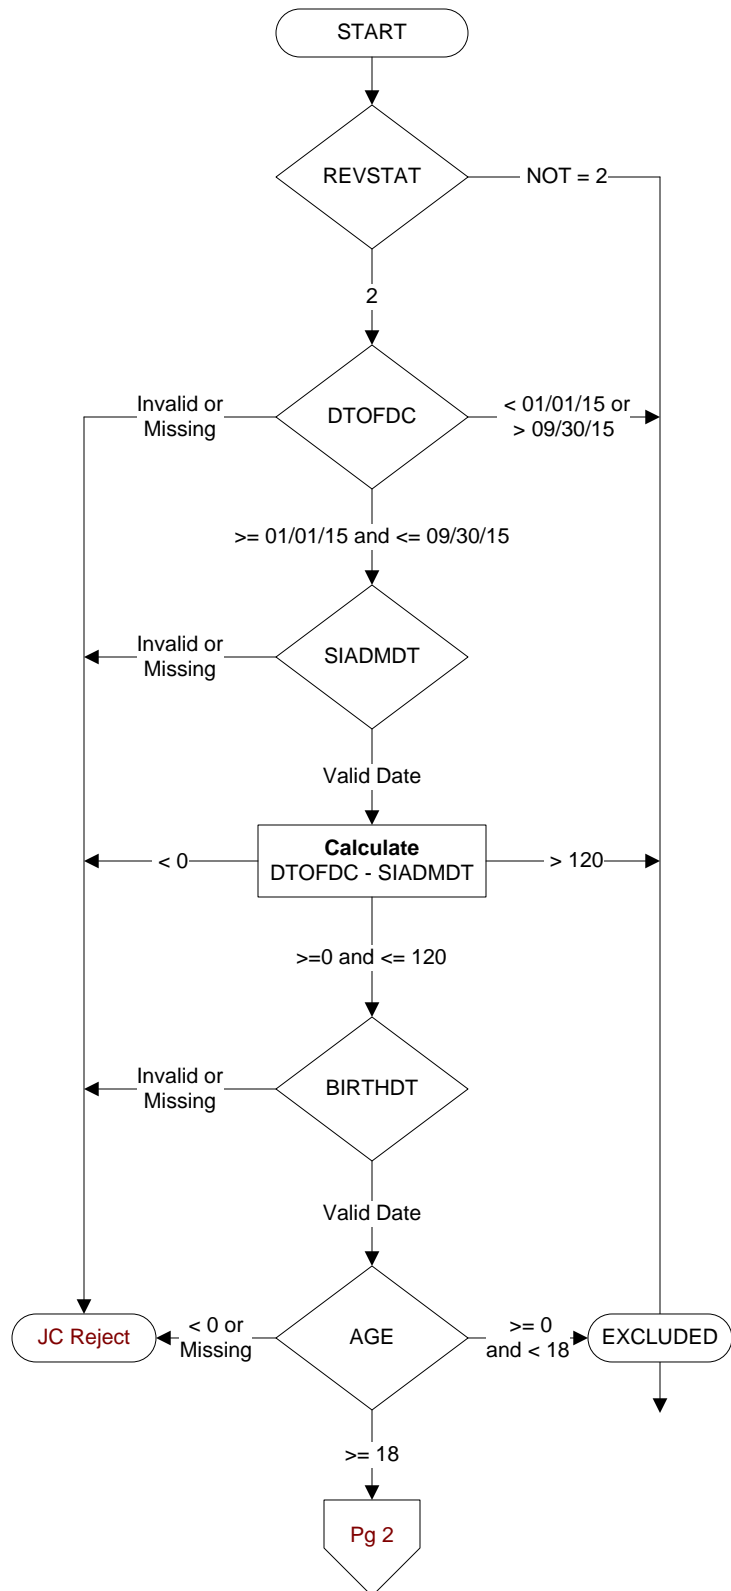 START
REVSTAT
NOT = 2
2
Invalid or
Missing
DTOFDC
< 01/01/15 or
> 09/30/15
>= 01/01/15 and <= 09/30/15
Invalid or
Missing
SIADMDT
Valid Date
< 0
Calculate
DTOFDC - SIADMDT
> 120
>=0 and <= 120
Invalid or
Missing
BIRTHDT
Valid Date
JC Reject
< 0 or
Missing
AGE
>= 0
and < 18
EXCLUDED
>= 18
Pg 2